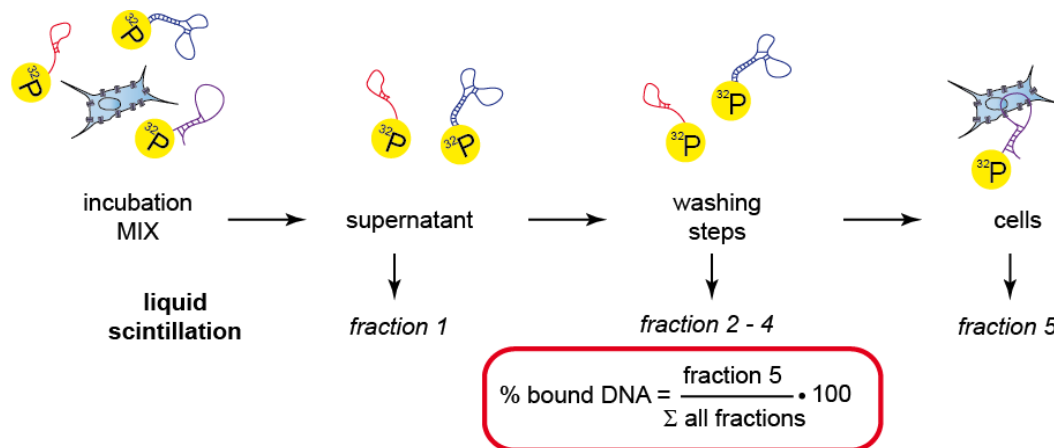 32P
32P
32P
32P
32P
32P
32P
32P
incubation
MIX
supernatant
washing
steps
cells
liquid
scintillation
fraction 1
fraction 2 - 4
fraction 5
% bound DNA = fraction 5 / Σ all fractions • 100